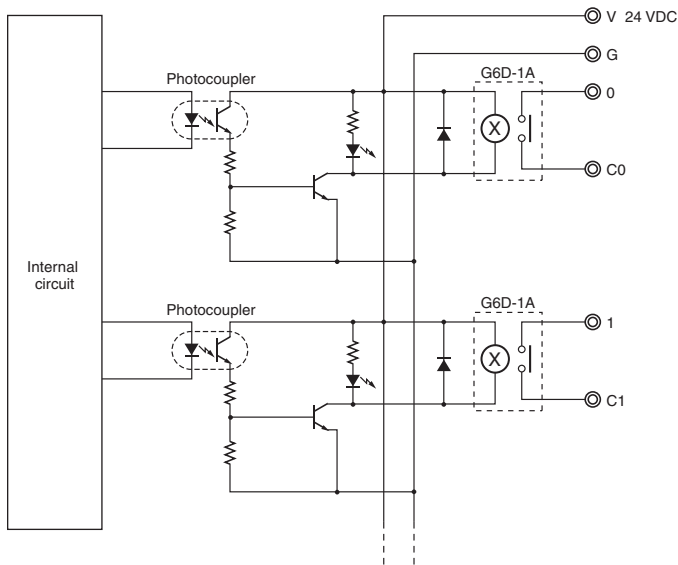 V 24 VDC
G
G6D-1A
Photocoupler
0
X
C0
Internal
circuit
G6D-1A
Photocoupler
1
X
C1